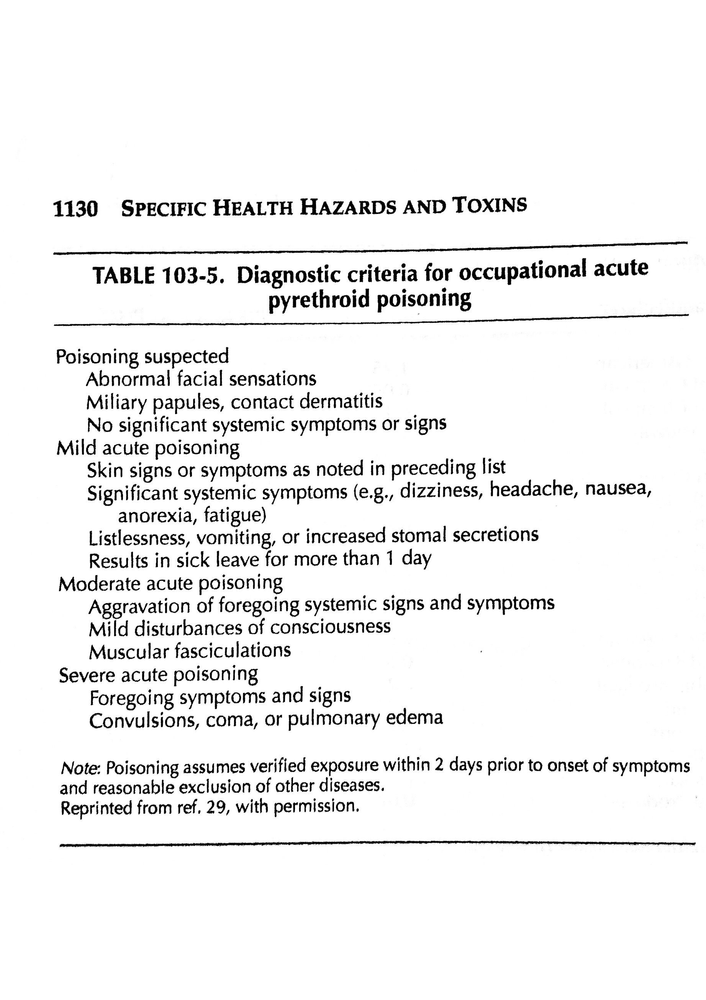 1130 SPECIFIC HEALTH HAZARDS AND TOXINS
TABLE 103-5. Diagnostic criteria for occupational acute
pyrethroid poisoning
Poisoning suspected
Abnormal facial sensations
Miliary papules, contact dermatitis
No significant systemic symptoms or signs
Mild acute poisoning
Skin signs or symptoms as noted in preceding list
Significant systemic symptoms (e.g., dizziness, headache, nausea,
anorexia, fatigue)
Listlessness, vomiting, or increased stomal secretions
Results in sick leave for more than 1 day
Moderate acute poisoning
Aggravation of foregoing systemic signs and symptoms
Mild disturbances of consciousness
Muscular fasciculations
Severe acute poisoning
Foregoing symptoms and signs
Convulsions, coma, or pulmonary edema
Note: Poisoning assumes verified exposure within 2 days prior to onset of symptoms
and reasonable exclusion of other diseases.
Reprinted from ref. 29, with permission.